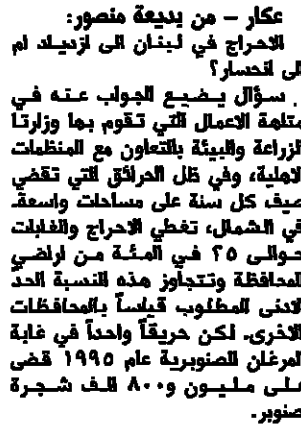 عكار – من بديعة منصور:
الاحراج في لبنان الى ازدياد ام
الى انحسار؟
سؤال يضيع الجواب عنه في
متاهة الاعمال التي تقوم بها وزارتا
الزراعة والبيئة بالتعاون مع المنظمات
الاهلية، وفي ظل الحرائق التي تقضي
صيف كل سنة على مساحات واسعة.
في الشمال، تغطي الاحراج والغابات
حوالى ٢٥ في المئة من اراضي
المحافظة وتتجاوز هذه النسبة الحد
الادنى المطلوب قياساً بالمحافظات
الاخرى. لكن حريقاً واحداً في غابة
المرغان الصنوبرية عام ١٩٩٥ قضى
على مليون و٨٠٠ الف شجرة
صنوبر.